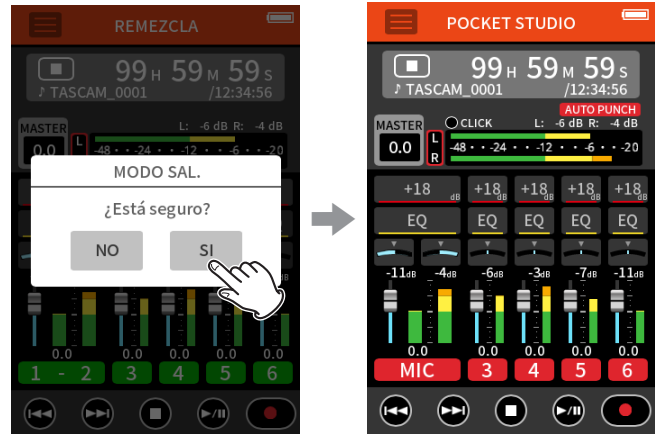 REMEZCLA
99 H 59 M 59 S
♪ TASCAM_0001 /12:34:56
MASTER L: -6 dB R: -4 dB
0.0 L -48 • • -24 • • -12 • • -6 • • -20
MODO SAL.
¿Está seguro?
NO SI
0.0 0.0 0.0 0.0 0.0
1 - 2 3 4 5 6
POCKET STUDIO
99 H 59 M 59 S
♪ TASCAM_0001 /12:34:56
AUTO PUNCH
MASTER CLICK L: -6 dB R: -4 dB
0.0 L R -48 • • -24 • • -12 • • -6 • • -20
+18 dB +18 dB +18 dB +18 dB +18 dB
EQ EQ EQ EQ EQ
-11dB -4dB -6dB -3dB -7dB -11dB
0.0 0.0 0.0 0.0 0.0
MIC 3 4 5 6